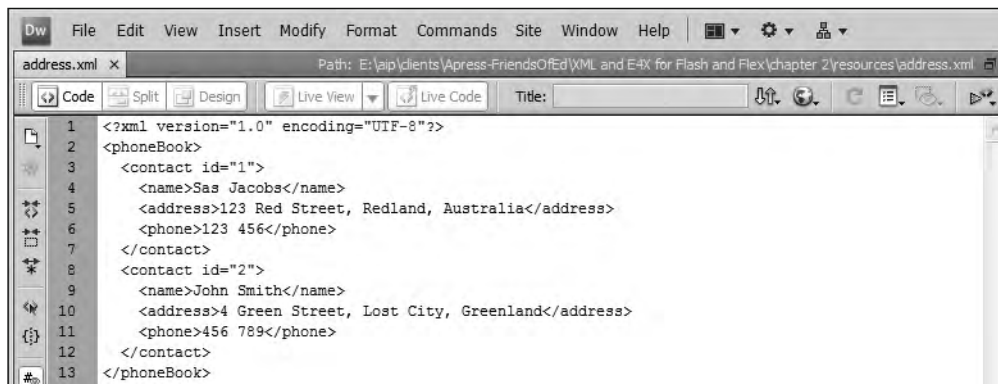 Dw File Edit View Insert Modify Format Commands Site Window Help
address.xml × Path: E:\aip\clients\Apress-FriendsOfEd\XML and E4X for Flash and Flex\chapter 2\resources\address.xml
Code Split Design Live View Live Code Title:
1 <?xml version="1.0" encoding="UTF-8"?>
2 <phoneBook>
3 <contact id="1">
4 <name>Sas Jacobs</name>
5 <address>123 Red Street, Redland, Australia</address>
6 <phone>123 456</phone>
7 </contact>
8 <contact id="2">
9 <name>John Smith</name>
10 <address>4 Green Street, Lost City, Greenland</address>
11 <phone>456 789</phone>
12 </contact>
13 </phoneBook>